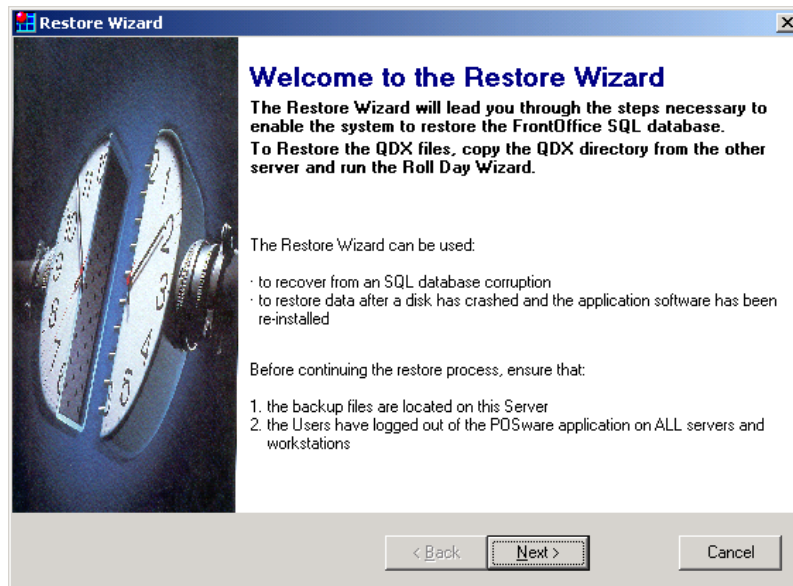 Restore Wizard
Welcome to the Restore Wizard
The Restore Wizard will lead you through the steps necessary to
enable the system to restore the FrontOffice SQL database.
To Restore the QDX files, copy the QDX directory from the other
server and run the Roll Day Wizard.
The Restore Wizard can be used:
· to recover from an SQL database corruption
· to restore data after a disk has crashed and the application software has been
re-installed
Before continuing the restore process, ensure that:
1. the backup files are located on this Server
2. the Users have logged out of the POSware application on ALL servers and
workstations
< Back
Next >
Cancel